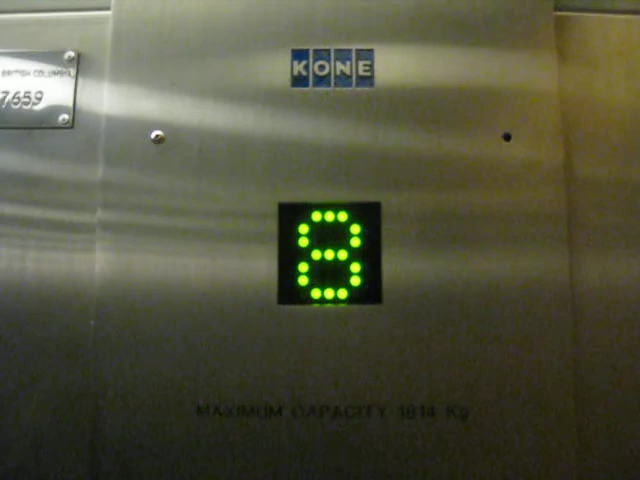 KONE
BRITISH COLUMBIA
7659
8
MAXIMUM CAPACITY 1814 Kg